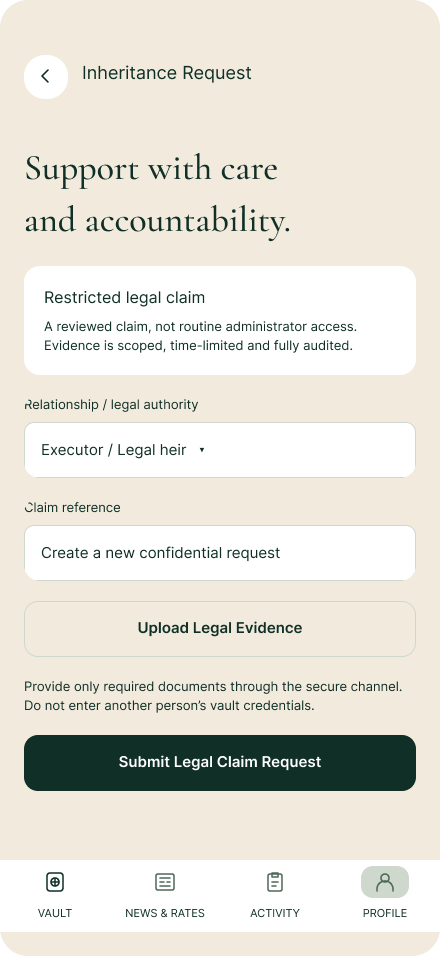 Inheritance Request
Support with care
and accountability.
Restricted legal claim
A reviewed claim, not routine administrator access.
Evidence is scoped, time-limited and fully audited.
Relationship / legal authority
Executor / Legal heir ▾
Claim reference
Create a new confidential request
Upload Legal Evidence
Provide only required documents through the secure channel.
Do not enter another person’s vault credentials.
Submit Legal Claim Request
VAULT NEWS & RATES ACTIVITY PROFILE